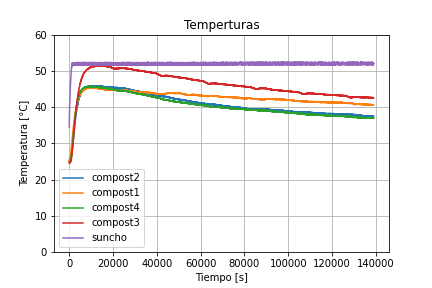 Temperturas
Temperatura [°C]
60
50
40
30
20
10
0
compost2
compost1
compost4
compost3
suncho
0 20000 40000 60000 80000 100000 120000 140000
Tiempo [s]